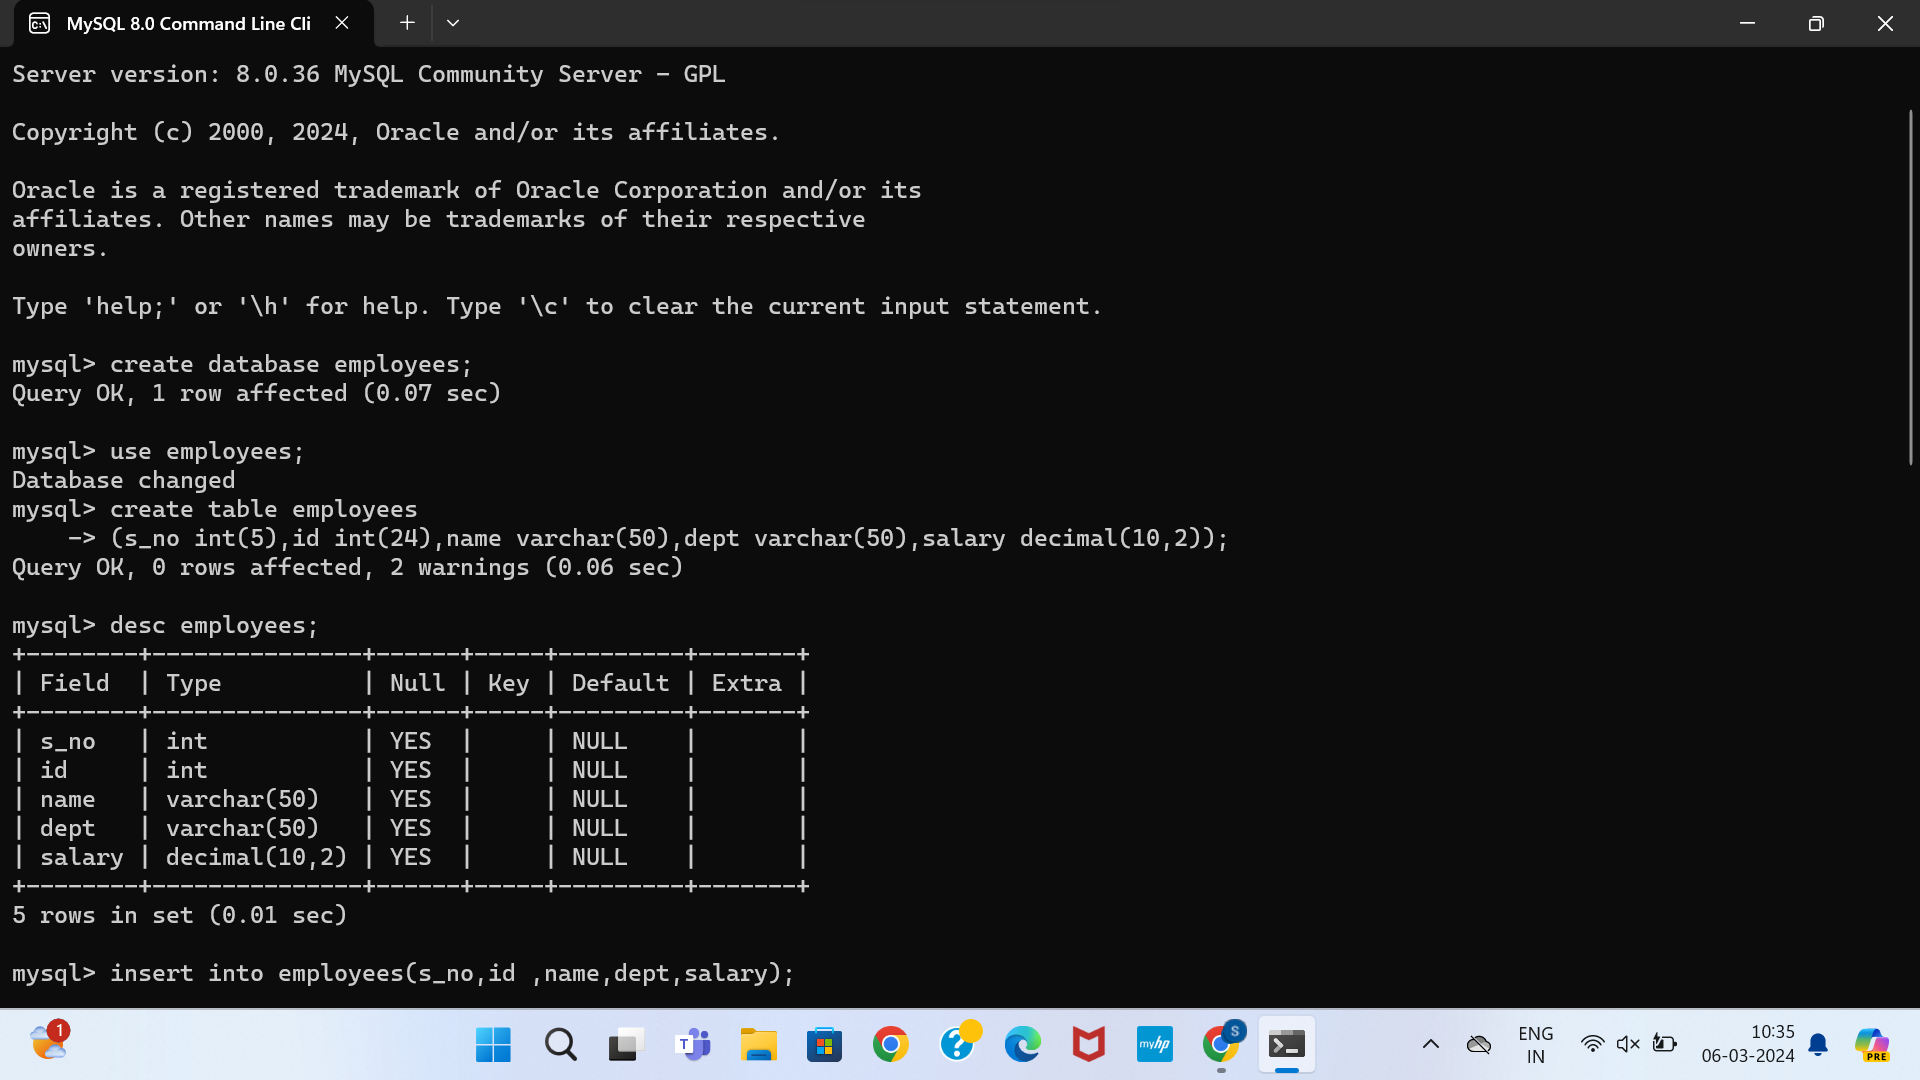 MySQL 8.0 Command Line Cli
Server version: 8.0.36 MySQL Community Server - GPL
Copyright (c) 2000, 2024, Oracle and/or its affiliates.
Oracle is a registered trademark of Oracle Corporation and/or its
affiliates. Other names may be trademarks of their respective
owners.
Type 'help;' or '\h' for help. Type '\c' to clear the current input statement.
mysql> create database employees;
Query OK, 1 row affected (0.07 sec)
mysql> use employees;
Database changed
mysql> create table employees
    -> (s_no int(5),id int(24),name varchar(50),dept varchar(50),salary decimal(10,2));
Query OK, 0 rows affected, 2 warnings (0.06 sec)
mysql> desc employees;
+--------+---------------+------+-----+---------+-------+
| Field  | Type          | Null | Key | Default | Extra |
+--------+---------------+------+-----+---------+-------+
| s_no   | int           | YES  |     | NULL    |       |
| id     | int           | YES  |     | NULL    |       |
| name   | varchar(50)   | YES  |     | NULL    |       |
| dept   | varchar(50)   | YES  |     | NULL    |       |
| salary | decimal(10,2) | YES  |     | NULL    |       |
+--------+---------------+------+-----+---------+-------+
5 rows in set (0.01 sec)
mysql> insert into employees(s_no,id ,name,dept,salary);
1
T
?
myhp
S
ENG
IN
10:35
06-03-2024
PRE